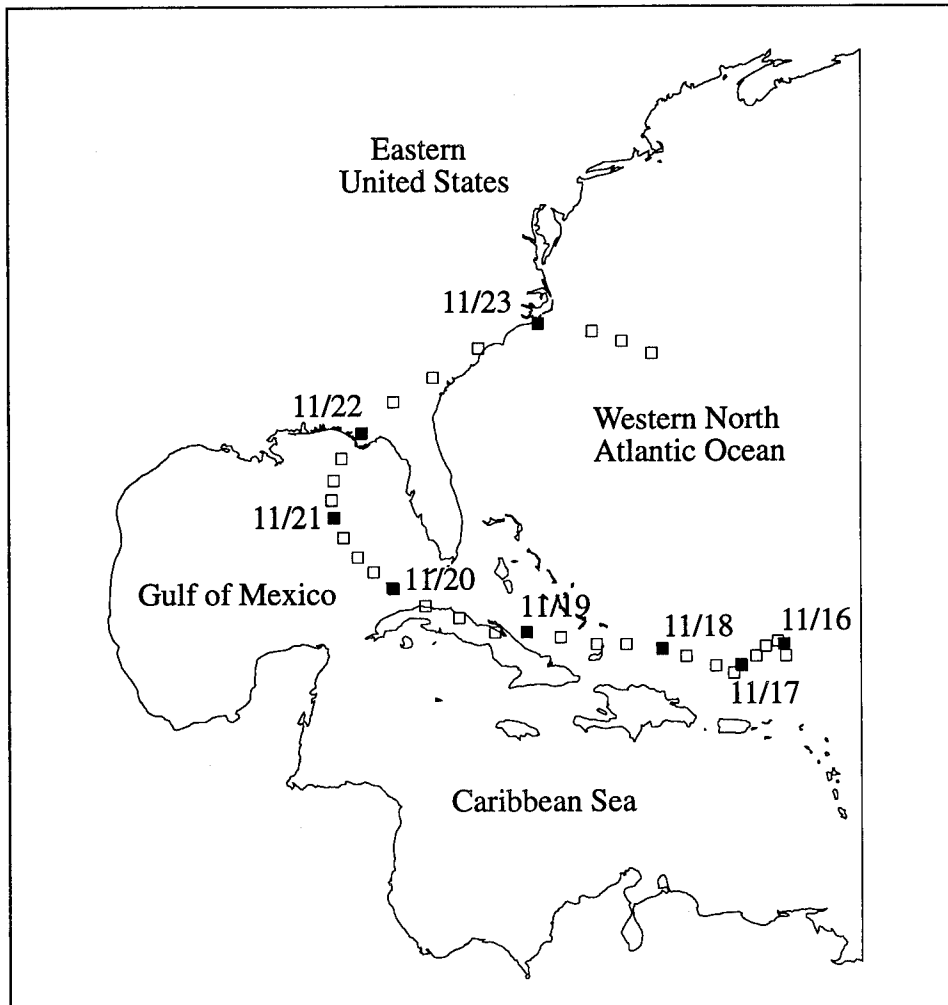 Eastern
United States
11/23
11/22
Western North
Atlantic Ocean
11/21
Gulf of Mexico
11/20
11/19
11/18
11/16
11/17
Caribbean Sea